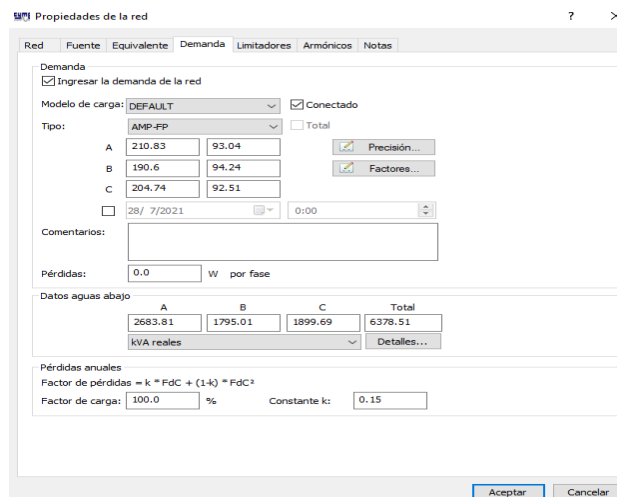 CYME Propiedades de la red ? ×
Red Fuente Equivalente Demanda Limitadores Armónicos Notas
Demanda
Ingresar la demanda de la red
Modelo de carga: DEFAULT Conectado
Tipo: AMP-FP Total
A 210.83 93.04 Precisión...
B 190.6 94.24 Factores...
C 204.74 92.51
28/ 7/2021 0:00
Comentarios:
Pérdidas: 0.0 W por fase
Datos aguas abajo
A B C Total
2683.81 1795.01 1899.69 6378.51
kVA reales Detalles...
Pérdidas anuales
Factor de pérdidas = k * FdC + (1-k) * FdC²
Factor de carga: 100.0 % Constante k: 0.15
Aceptar Cancelar